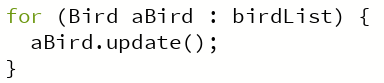 for (Bird aBird : birdList) {
  aBird.update();
}